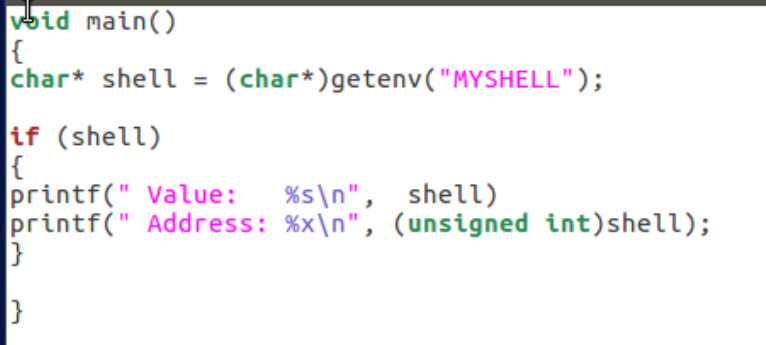 void main()
{
char* shell = (char*)getenv("MYSHELL");
if (shell)
{
printf(" Value:   %s\n",  shell)
printf(" Address: %x\n", (unsigned int)shell);
}
}